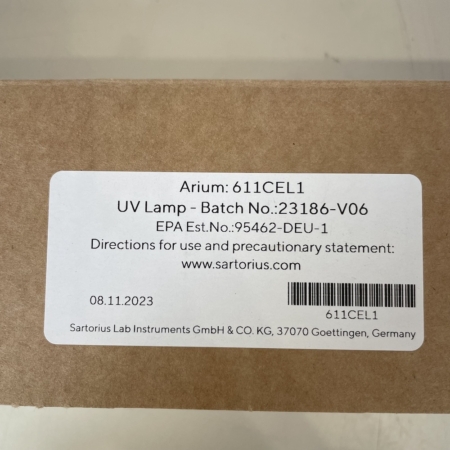 Arium: 611CEL1
UV Lamp - Batch No.:23186-V06
EPA Est.No.:95462-DEU-1
Directions for use and precautionary statement:
www.sartorius.com
08.11.2023
611CEL1
Sartorius Lab Instruments GmbH & CO. KG, 37070 Goettingen, Germany